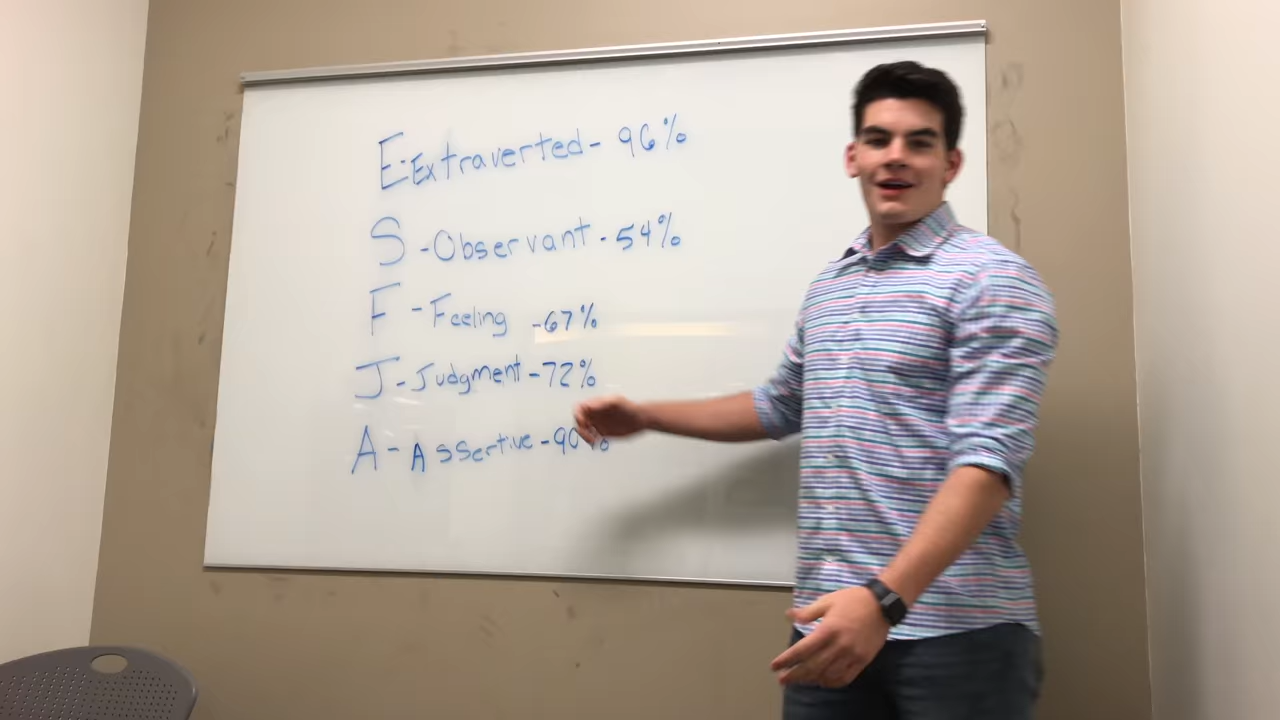 E-Extraverted - 96%
S - Observant - 54%
F - Feeling - 67%
J - Judgment - 72%
A - Assertive - 90%